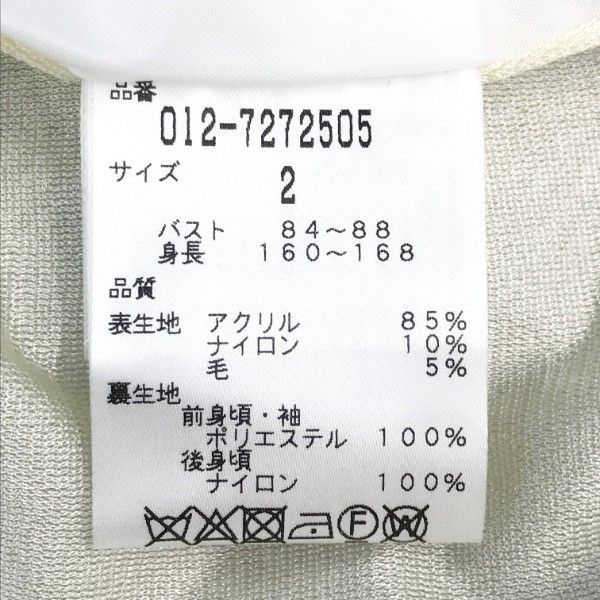 品番
012-7272505
サイズ
2
バスト 84～88
身長 160～168
品質
表生地 アクリル 85%
ナイロン 10%
毛 5%
裏生地
前身頃・袖
ポリエステル 100%
後身頃
ナイロン 100%
F W